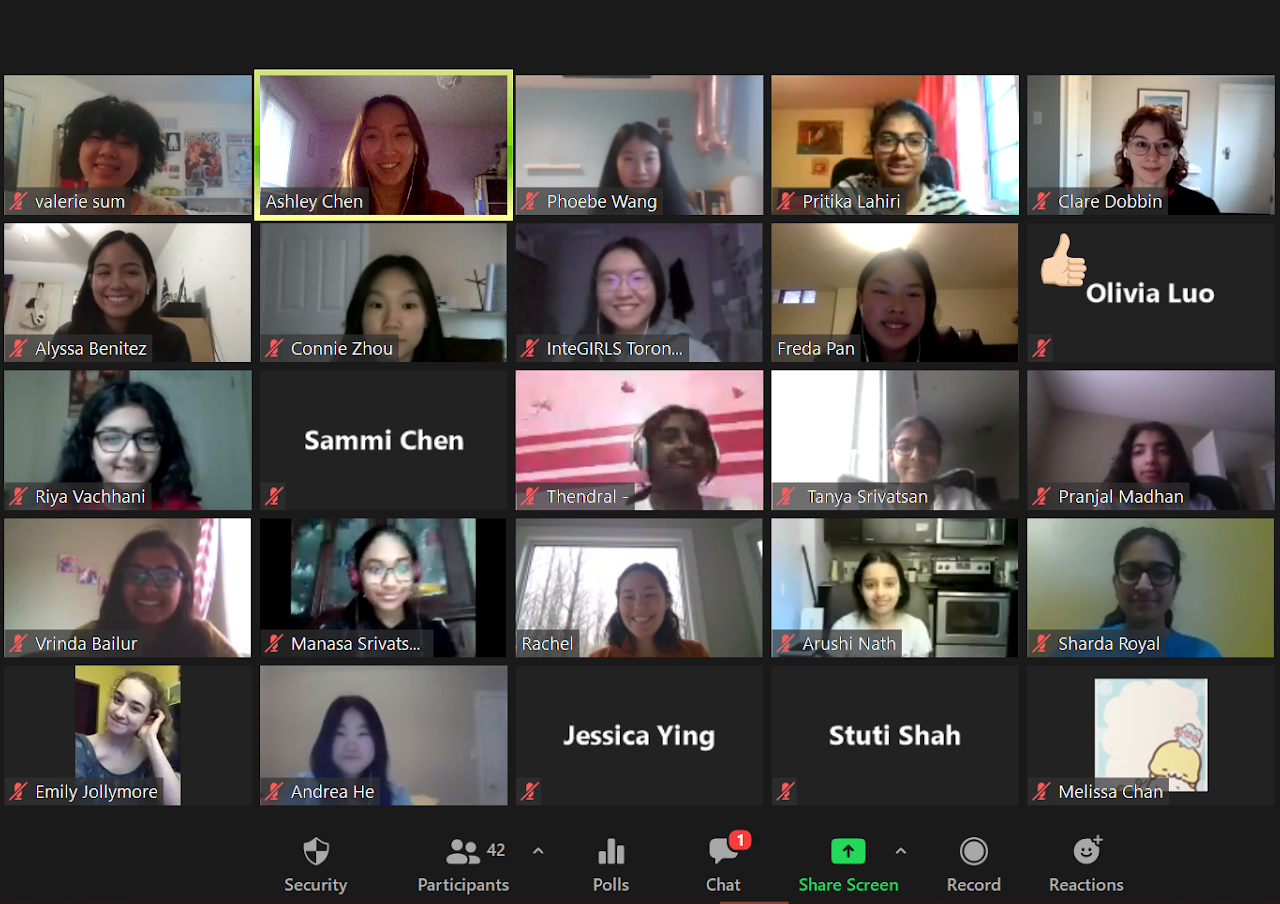 valerie sum
Ashley Chen
Phoebe Wang
Pritika Lahiri
Clare Dobbin
Alyssa Benitez
Connie Zhou
InteGIRLS Toron...
Freda Pan
Olivia Luo
Riya Vachhani
Sammi Chen
Thendral -
Tanya Srivatsan
Pranjal Madhan
Vrinda Bailur
Manasa Srivats...
Rachel
Arushi Nath
Sharda Royal
Emily Jollymore
Andrea He
Jessica Ying
Stuti Shah
Melissa Chan
42
1
Security
Participants
Polls
Chat
Share Screen
Record
Reactions